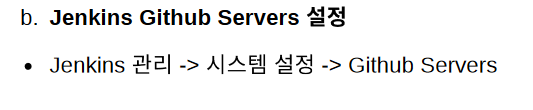 b. Jenkins Github Servers 설정
• Jenkins 관리 -> 시스템 설정 -> Github Servers